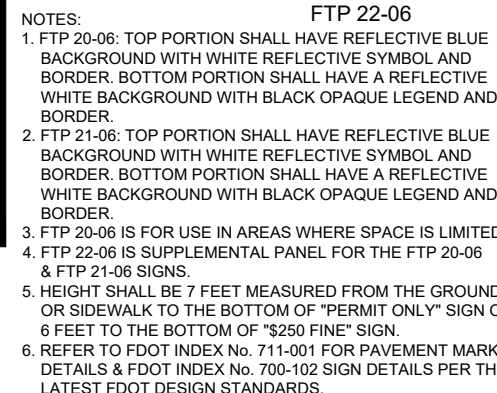 FTP 22-06
NOTES:
1. FTP 20-06: TOP PORTION SHALL HAVE REFLECTIVE BLUE
BACKGROUND WITH WHITE REFLECTIVE SYMBOL AND
BORDER. BOTTOM PORTION SHALL HAVE A REFLECTIVE
WHITE BACKGROUND WITH BLACK OPAQUE LEGEND AND
BORDER.
2. FTP 21-06: TOP PORTION SHALL HAVE REFLECTIVE BLUE
BACKGROUND WITH WHITE REFLECTIVE SYMBOL AND
BORDER. BOTTOM PORTION SHALL HAVE A REFLECTIVE
WHITE BACKGROUND WITH BLACK OPAQUE LEGEND AND
BORDER.
3. FTP 20-06 IS FOR USE IN AREAS WHERE SPACE IS LIMITED
4. FTP 22-06 IS SUPPLEMENTAL PANEL FOR THE FTP 20-06
& FTP 21-06 SIGNS.
5. HEIGHT SHALL BE 7 FEET MEASURED FROM THE GROUND
OR SIDEWALK TO THE BOTTOM OF "PERMIT ONLY" SIGN
6 FEET TO THE BOTTOM OF "$250 FINE" SIGN.
6. REFER TO FDOT INDEX No. 711-001 FOR PAVEMENT MARK
DETAILS & FDOT INDEX No. 700-102 SIGN DETAILS PER TH
LATEST FDOT DESIGN STANDARDS.